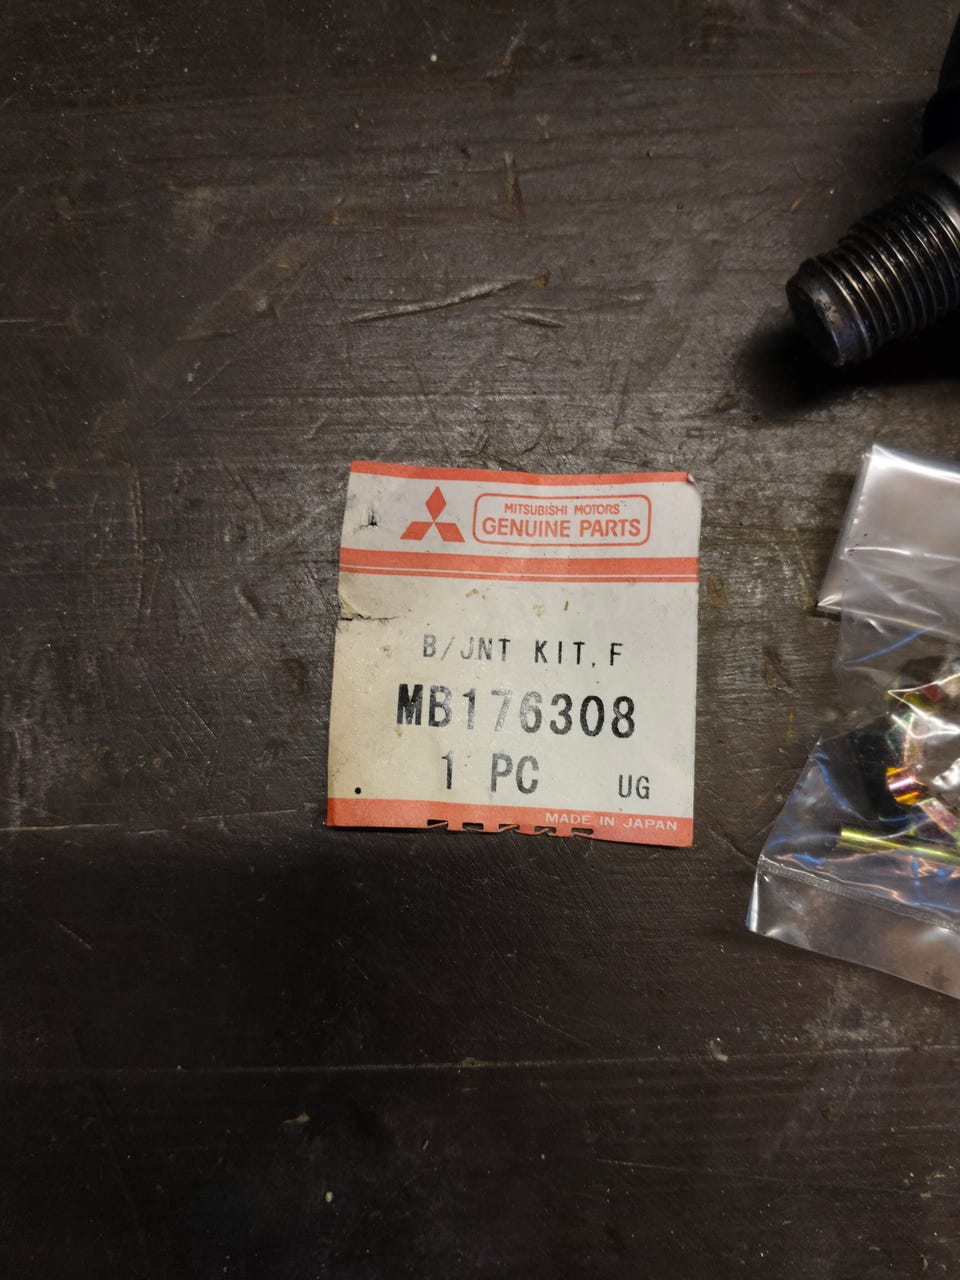 MITSUBISHI MOTORS
GENUINE PARTS
B/JNT KIT,F
MB176308
1 PC UG
MADE IN JAPAN